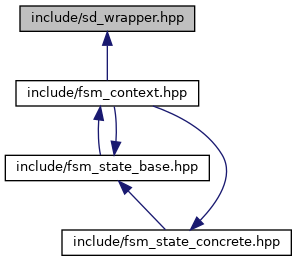 include/sd_wrapper.hpp
include/fsm_context.hpp
include/fsm_state_base.hpp
include/fsm_state_concrete.hpp